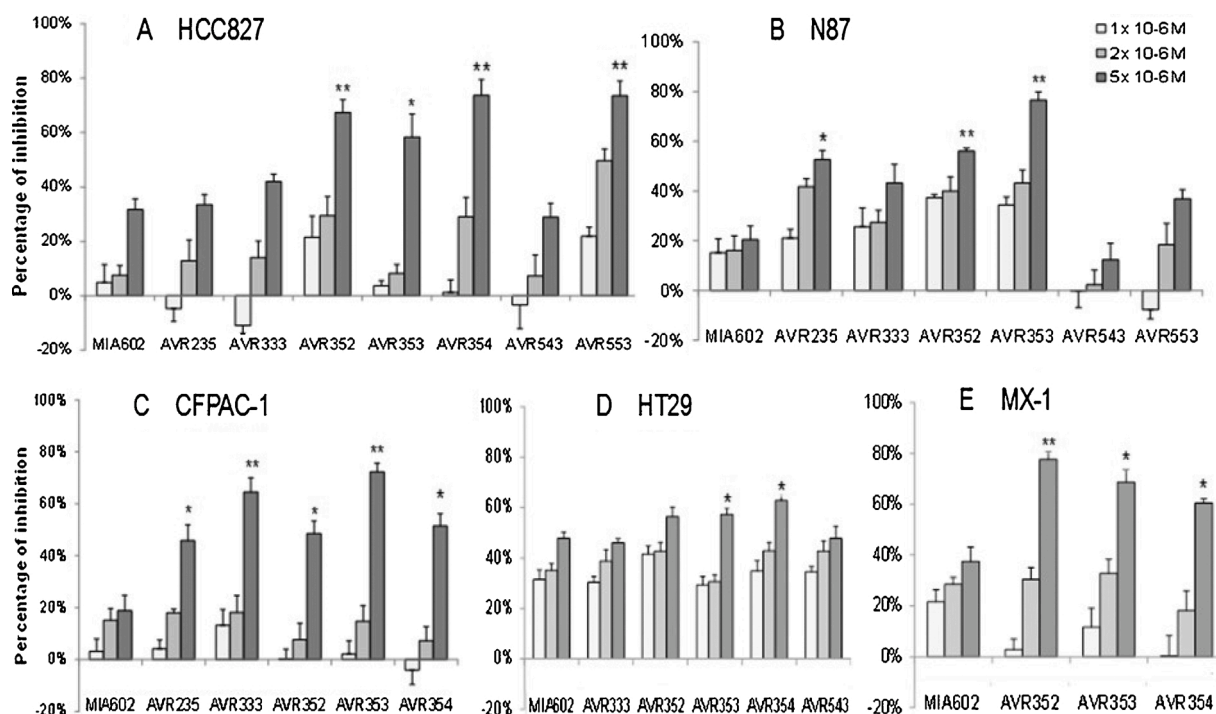 A HCC827
Percentage of inhibition
100%
80%
60%
40%
20%
0%
-20%
** * ** **
MIA602 AVR235 AVR333 AVR352 AVR353 AVR354 AVR543 AVR553
B N87
100%
80%
60%
40%
20%
0%
-20%
* ** **
MIA602 AVR235 AVR333 AVR352 AVR353 AVR543 AVR553
1x 10-6M
2x 10-6M
5x 10-6M
C CFPAC-1
Percentage of inhibition
100%
80%
60%
40%
20%
0%
-20%
* ** * ** *
MIA602 AVR235 AVR333 AVR352 AVR353 AVR354
D HT29
100%
80%
60%
40%
20%
0%
-20%
* *
MIA602 AVR333 AVR352 AVR353 AVR354 AVR543
E MX-1
100%
80%
60%
40%
20%
0%
-20%
** * *
MIA602 AVR352 AVR353 AVR354